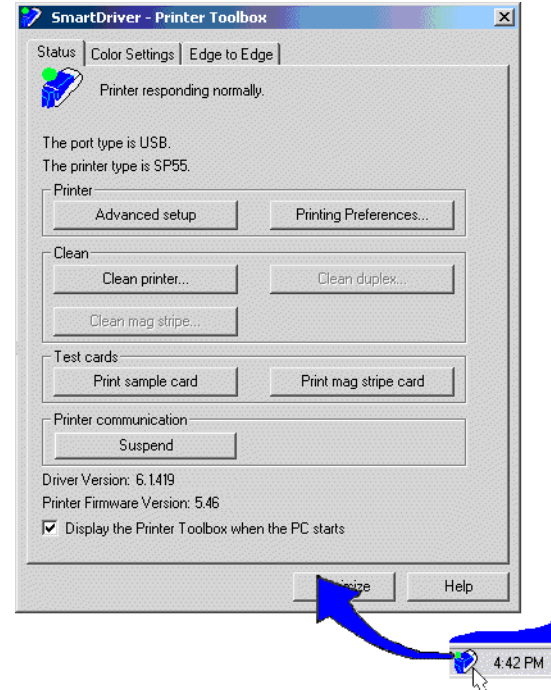 SmartDriver - Printer Toolbox
Status Color Settings Edge to Edge
Printer responding normally.
The port type is USB.
The printer type is SP55.
Printer
Advanced setup Printing Preferences...
Clean
Clean printer... Clean duplex...
Clean mag stripe...
Test cards
Print sample card Print mag stripe card
Printer communication
Suspend
Driver Version: 6.1.419
Printer Firmware Version: 5.46
Display the Printer Toolbox when the PC starts
Help
4:42 PM